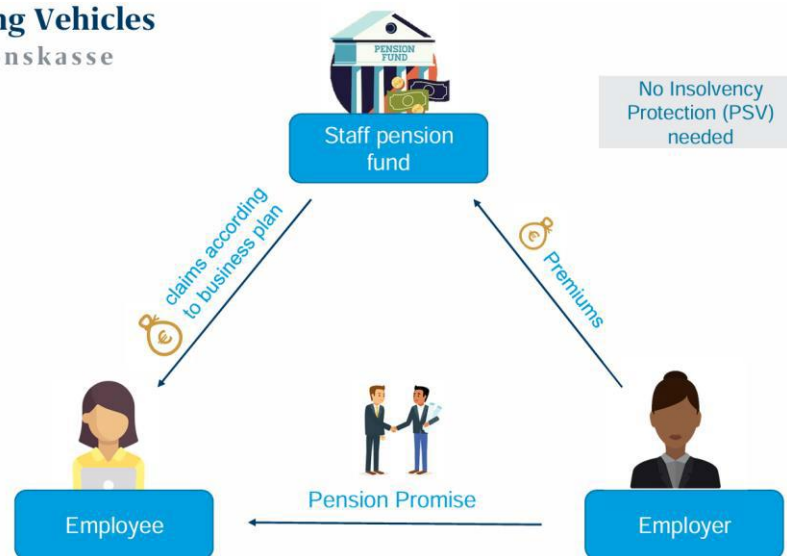 ng Vehicles
nskasse
PENSION
FUND
Staff pension
fund
No Insolvency
Protection (PSV)
needed
claims according
to business plan
€
€
Premiums
Pension Promise
Employee
Employer